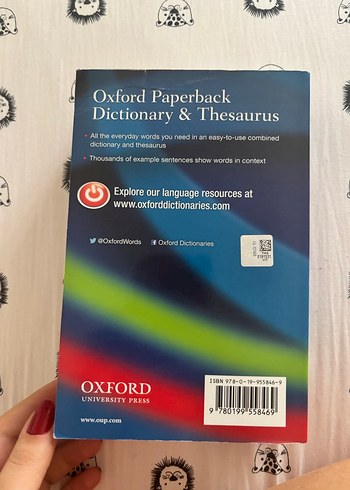 Oxford Paperback
Dictionary & Thesaurus
• All the everyday words you need in an easy-to-use combined
dictionary and thesaurus
• Thousands of example sentences show words in context
Explore our language resources at
www.oxforddictionaries.com
@OxfordWords
Oxford Dictionaries
OXFORD
UNIVERSITY PRESS
www.oup.com
ISBN 978-0-19-955846-9
9 780199 558469